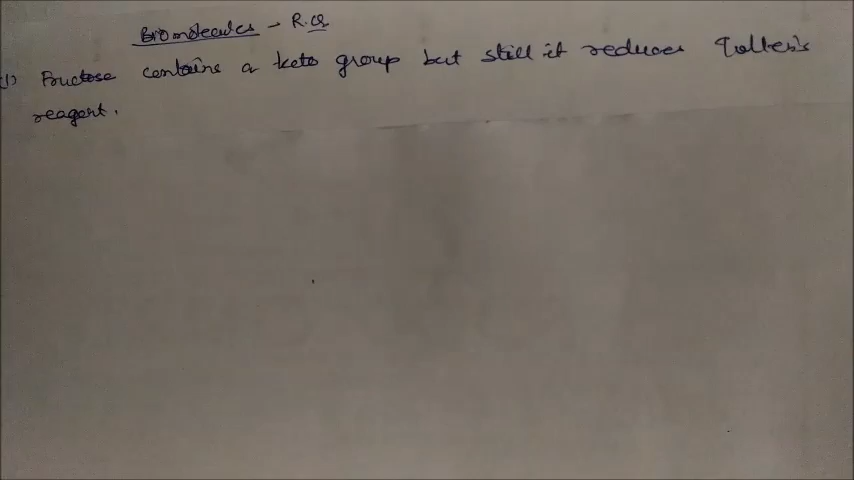 Biomolecules - R.Q
(1) Fructose contains a keto group but still it reduces Tollen's
reagent.